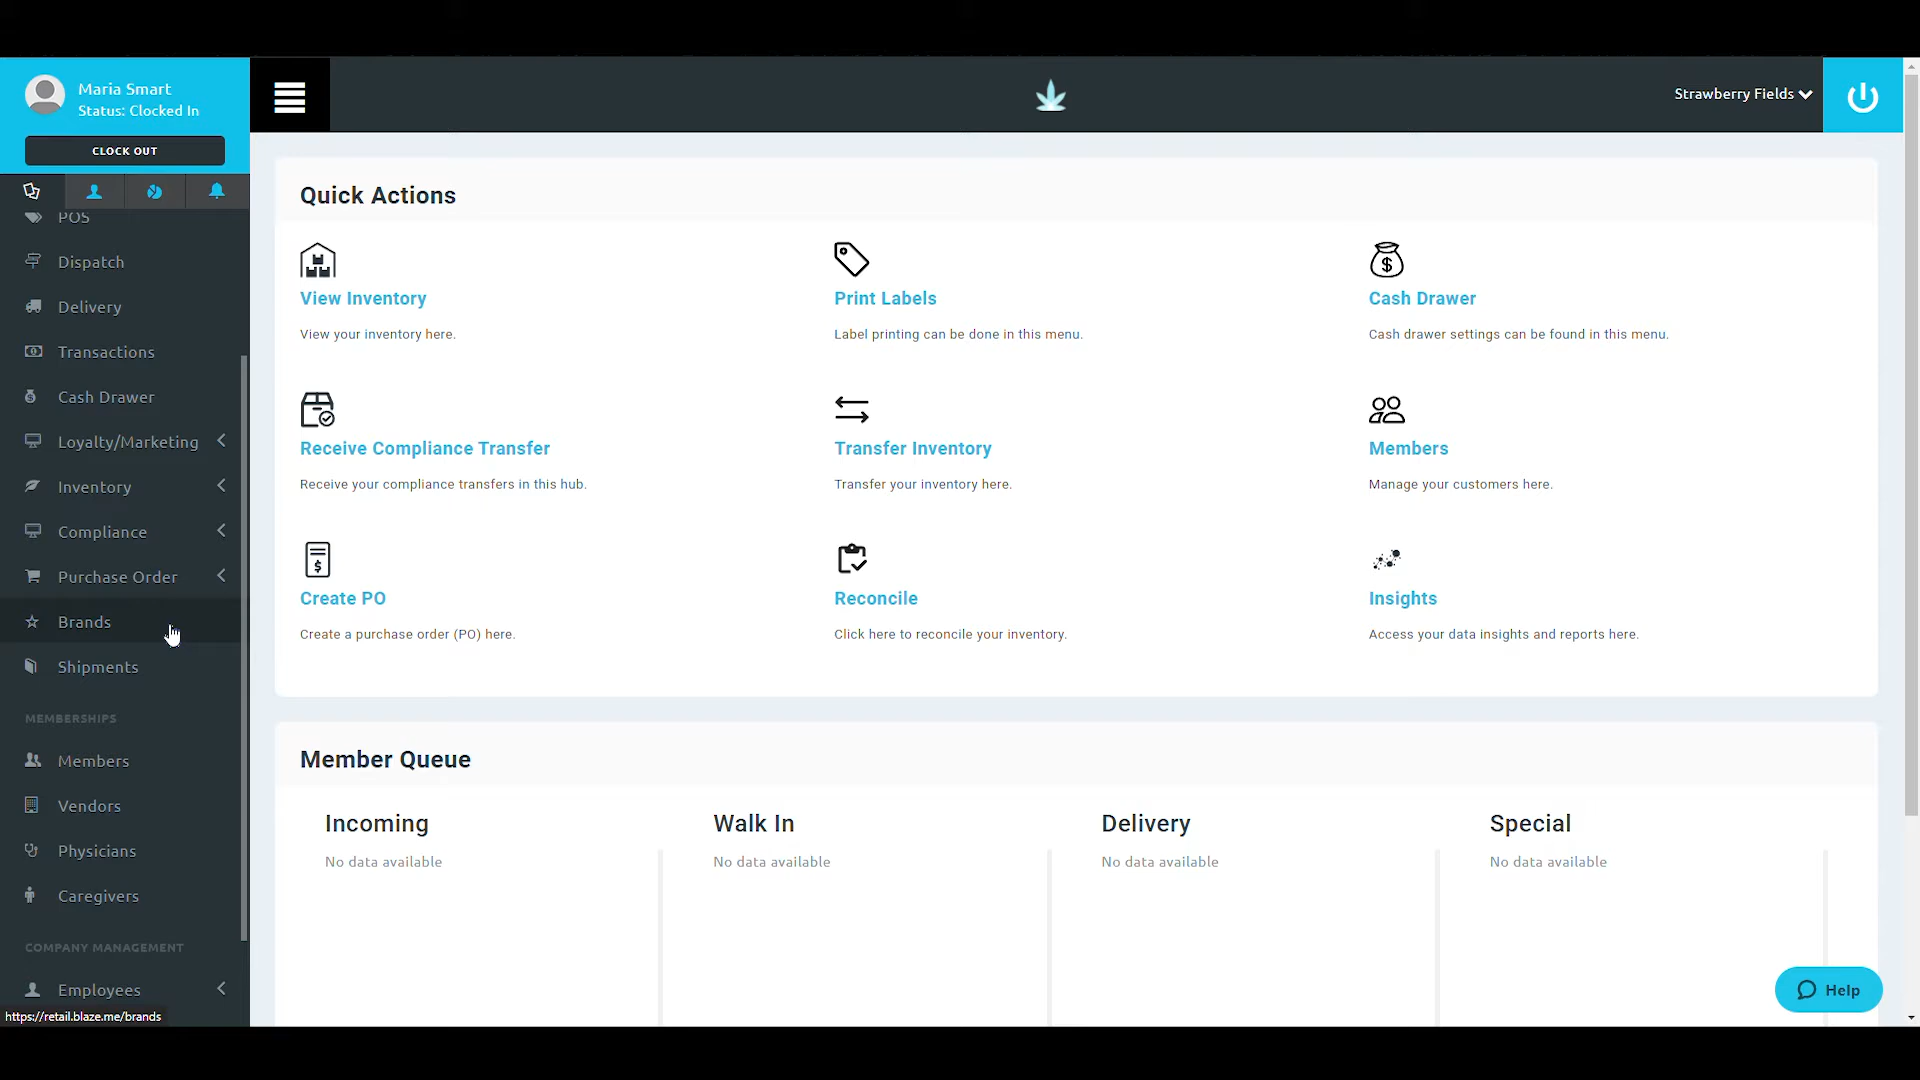 Maria Smart
Status: Clocked In
CLOCK OUT
POS
Dispatch
Delivery
Transactions
Cash Drawer
Loyalty/Marketing
Inventory
Compliance
Purchase Order
Brands
Shipments
MEMBERSHIPS
Members
Vendors
Physicians
Caregivers
COMPANY MANAGEMENT
Employees
https://retail.blaze.me/brands
Strawberry Fields
Quick Actions
View Inventory
View your inventory here.
Print Labels
Label printing can be done in this menu.
Cash Drawer
Cash drawer settings can be found in this menu.
Receive Compliance Transfer
Receive your compliance transfers in this hub.
Transfer Inventory
Transfer your inventory here.
Members
Manage your customers here.
Create PO
Create a purchase order (PO) here.
Reconcile
Click here to reconcile your inventory.
Insights
Access your data insights and reports here.
Member Queue
Incoming
No data available
Walk In
No data available
Delivery
No data available
Special
No data available
Help